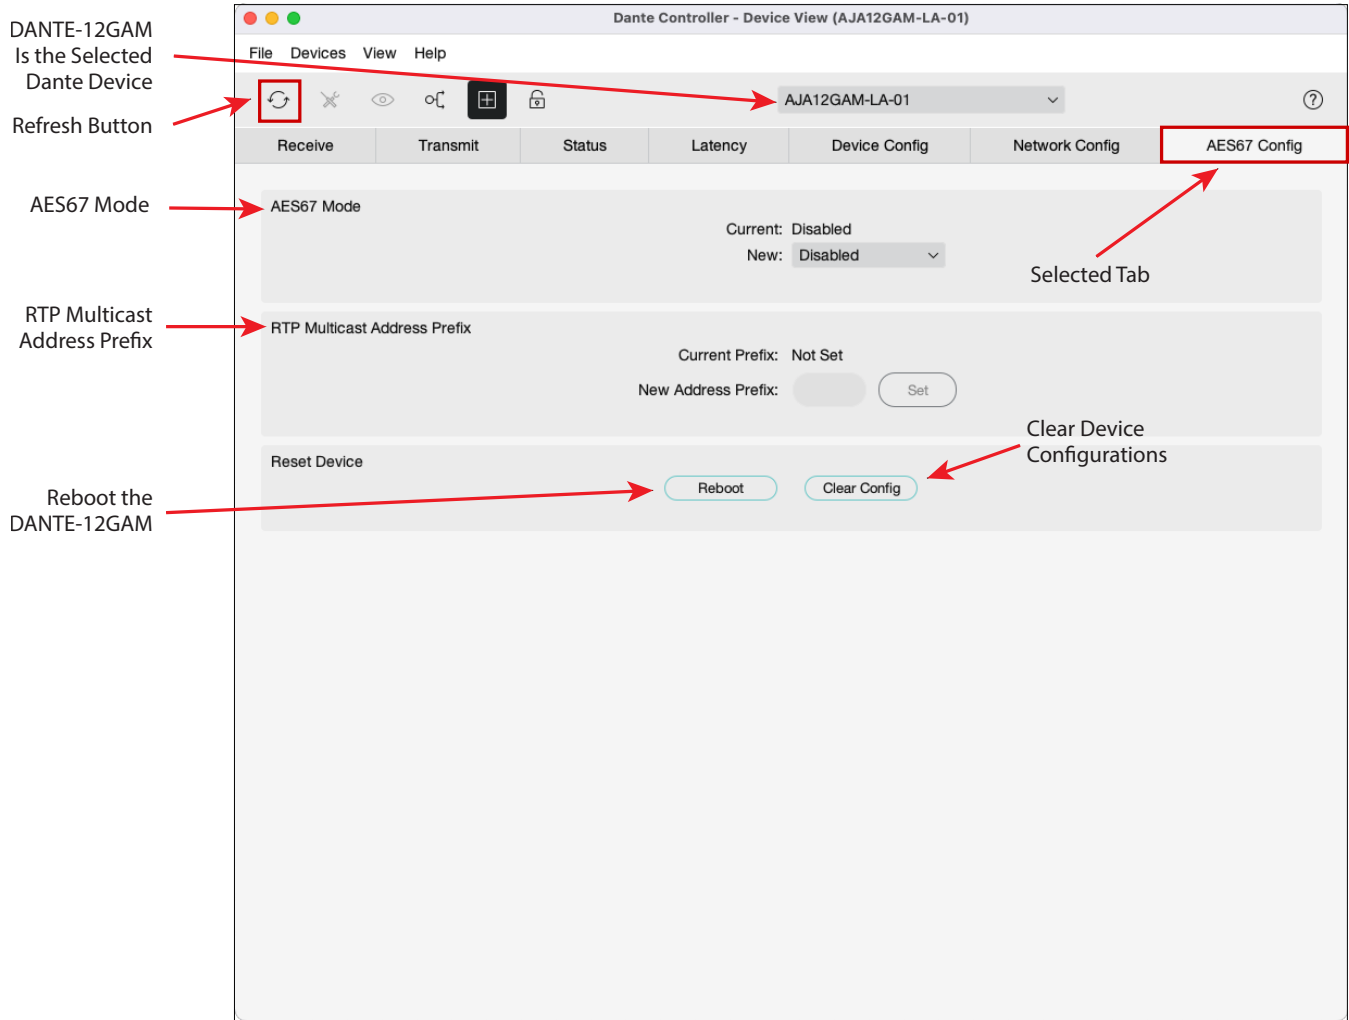 Dante Controller - Device View (AJA12GAM-LA-01)
DANTE-12GAM
Is the Selected
Dante Device
File Devices View Help
AJA12GAM-LA-01
?
Refresh Button
Receive Transmit Status Latency Device Config Network Config AES67 Config
AES67 Mode
AES67 Mode
Current: Disabled
New: Disabled
Selected Tab
RTP Multicast
Address Prefix
RTP Multicast Address Prefix
Current Prefix: Not Set
New Address Prefix: Set
Clear Device
Configurations
Reset Device
Reboot Clear Config
Reboot the
DANTE-12GAM